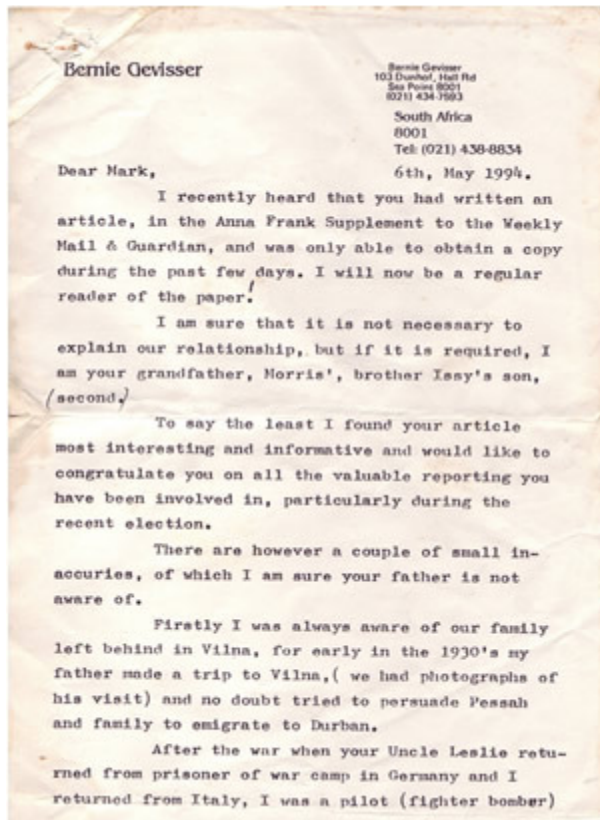 Bernie Gevisser
Bernie Gevisser
103 Dunhof, Hall Rd
Sea Point 8001
(021) 434-7593
South Africa
8001
Tel: (021) 438-8834
Dear Mark,
6th, May 1994.
I recently heard that you had written an
article, in the Anna Frank Supplement to the Weekly
Mail & Guardian, and was only able to obtain a copy
during the past few days. I will now be a regular
reader of the paper!
I am sure that it is not necessary to
explain our relationship, but if it is required, I
am your grandfather, Morris', brother Issy's son,
(second.)
To say the least I found your article
most interesting and informative and would like to
congratulate you on all the valuable reporting you
have been involved in, particularly during the
recent election.
There are however a couple of small in-
accuries, of which I am sure your father is not
aware of.
Firstly I was always aware of our family
left behind in Vilna, for early in the 1930's my
father made a trip to Vilna,( we had photographs of
his visit) and no doubt tried to persuade Pessah
and family to emigrate to Durban.
After the war when your Uncle Leslie retu-
rned from prisoner of war camp in Germany and I
returned from Italy, I was a pilot (fighter bomber)